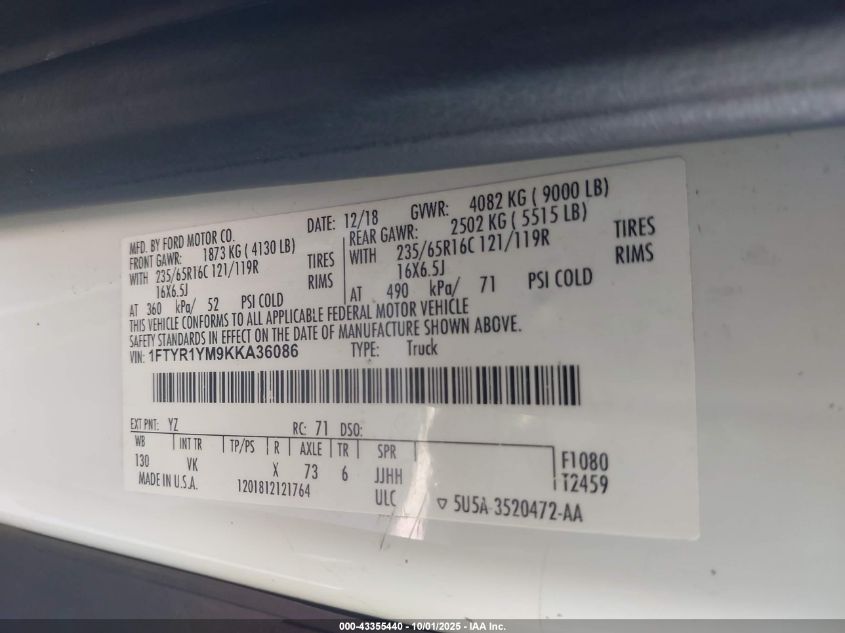 MFD. BY FORD MOTOR CO.
DATE: 12/18 GVWR: 4082 KG ( 9000 LB)
FRONT GAWR: 1873 KG ( 4130 LB)
REAR GAWR: 2502 KG ( 5515 LB)
WITH 235/65R16C 121/119R TIRES
WITH 235/65R16C 121/119R TIRES
16X6.5J RIMS
16X6.5J RIMS
AT 360 kPa/ 52 PSI COLD
AT 490 kPa/ 71 PSI COLD
THIS VEHICLE CONFORMS TO ALL APPLICABLE FEDERAL MOTOR VEHICLE
SAFETY STANDARDS IN EFFECT ON THE DATE OF MANUFACTURE SHOWN ABOVE.
VIN: 1FTYR1YM9KKA36086 TYPE: Truck
EXT PNT: YZ RC: 71 DSO:
WB INT TR TP/PS R AXLE TR SPR
130 VK X 73 6 JJHH
F1080
T2459
MADE IN U.S.A. 1201812121764 ULC
▽ 5U5A-3520472-AA
000-43355440 - 10/01/2025 - IAA Inc.